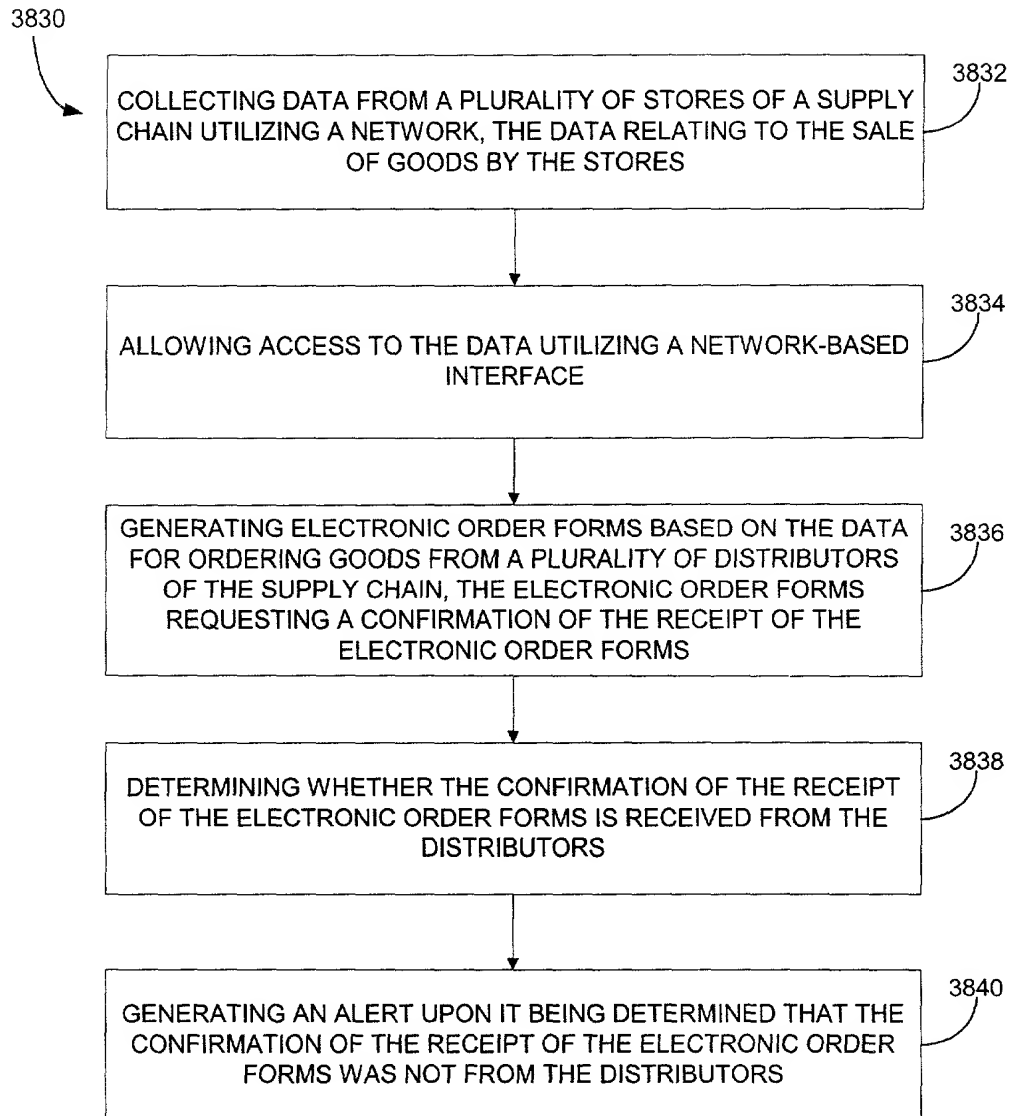 3830
3832
COLLECTING DATA FROM A PLURALITY OF STORES OF A SUPPLY
CHAIN UTILIZING A NETWORK, THE DATA RELATING TO THE SALE
OF GOODS BY THE STORES
3834
ALLOWING ACCESS TO THE DATA UTILIZING A NETWORK-BASED
INTERFACE
3836
GENERATING ELECTRONIC ORDER FORMS BASED ON THE DATA
FOR ORDERING GOODS FROM A PLURALITY OF DISTRIBUTORS
OF THE SUPPLY CHAIN, THE ELECTRONIC ORDER FORMS
REQUESTING A CONFIRMATION OF THE RECEIPT OF THE
ELECTRONIC ORDER FORMS
3838
DETERMINING WHETHER THE CONFIRMATION OF THE RECEIPT
OF THE ELECTRONIC ORDER FORMS IS RECEIVED FROM THE
DISTRIBUTORS
3840
GENERATING AN ALERT UPON IT BEING DETERMINED THAT THE
CONFIRMATION OF THE RECEIPT OF THE ELECTRONIC ORDER
FORMS WAS NOT FROM THE DISTRIBUTORS